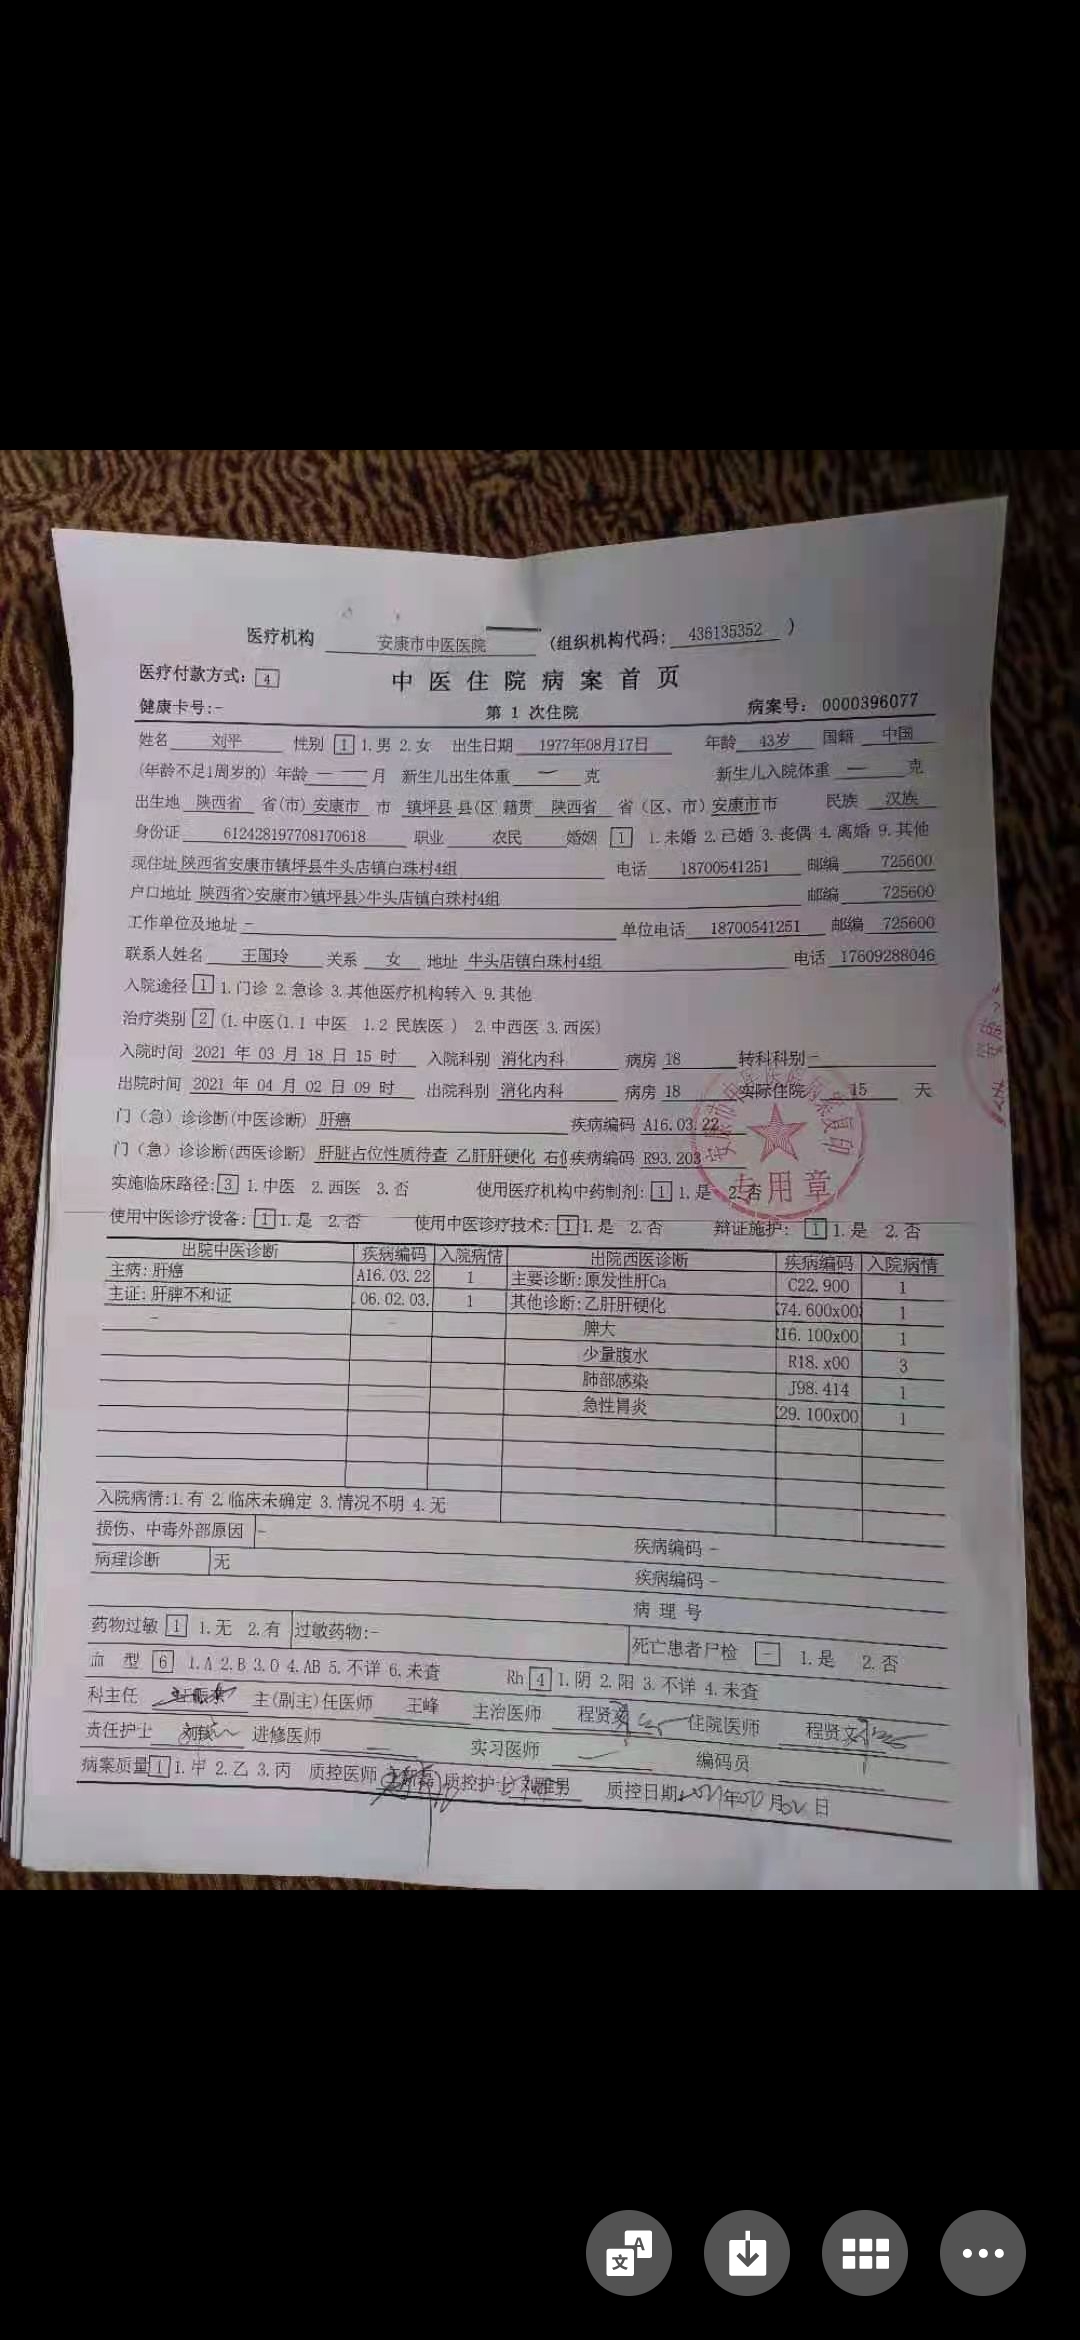 医疗机构 安康市中医医院 (组织机构代码: 436135352 )
医疗付款方式: 4 中医住院病案首页
健康卡号:- 第 1 次住院 病案号: 0000396077
姓名 刘平 性别 1 1.男 2.女 出生日期 1977年08月17日 年龄 43岁 国籍 中国
(年龄不足1周岁的) 年龄 — 月 新生儿出生体重 — 克 新生儿入院体重 — 克
出生地 陕西省 省(市) 安康市 市 镇坪县 县(区 籍贯 陕西省 省(区、市) 安康市市 民族 汉族
身份证 612428197708170618 职业 农民 婚姻 1 1.未婚 2.已婚 3.丧偶 4.离婚 9.其他
现住址 陕西省安康市镇坪县牛头店镇白珠村4组 电话 18700541251 邮编 725600
户口地址 陕西省>安康市>镇坪县>牛头店镇白珠村4组 邮编 725600
工作单位及地址 - 单位电话 18700541251 邮编 725600
联系人姓名 王国玲 关系 女 地址 牛头店镇白珠村4组 电话 17609288046
入院途径 1 1.门诊 2.急诊 3.其他医疗机构转入 9.其他
治疗类别 2 (1.中医(1.1 中医 1.2 民族医 ) 2.中西医 3.西医)
入院时间 2021 年 03 月 18 日 15 时 入院科别 消化内科 病房 18 转科科别 -
出院时间 2021 年 04 月 02 日 09 时 出院科别 消化内科 病房 18 实际住院 15 天
门(急)诊诊断(中医诊断) 肝癌 疾病编码 A16.03.22
门(急)诊诊断(西医诊断) 肝脏占位性质待查 乙肝肝硬化 右 疾病编码 R93.203
专用章
实施临床路径: 3 1.中医 2.西医 3.否 使用医疗机构中药制剂: 1 1.是 2.否
使用中医诊疗设备: 1 1.是 2.否 使用中医诊疗技术: 1 1.是 2.否 辩证施护: 1 1.是 2.否
出院中医诊断 疾病编码 入院病情 出院西医诊断 疾病编码 入院病情
主病: 肝癌 A16.03.22 1 主要诊断: 原发性肝Ca C22.900 1
主证: 肝脾不和证 06.02.03. 1 其他诊断: 乙肝肝硬化 74.600x00 1
- 脾大 16.100x00 1
少量腹水 R18.x00 3
肺部感染 J98.414 1
急性胃炎 29.100x00 1
入院病情:1.有 2.临床未确定 3.情况不明 4.无
损伤、中毒外部原因 - 疾病编码 -
病理诊断 无 疾病编码 -
病 理 号
药物过敏 1 1.无 2.有 过敏药物:- 死亡患者尸检 - 1.是 2.否
血 型 6 1.A 2.B 3.O 4.AB 5.不详 6.未查 Rh 4 1.阴 2.阳 3.不详 4.未查
科主任 主(副主)任医师 王峰 主治医师 程贤文 住院医师 程贤文
责任护士 进修医师 — 实习医师 — 编码员
病案质量 1 1.甲 2.乙 3.丙 质控医师 质控护士 刘雅男 质控日期 年 月 日